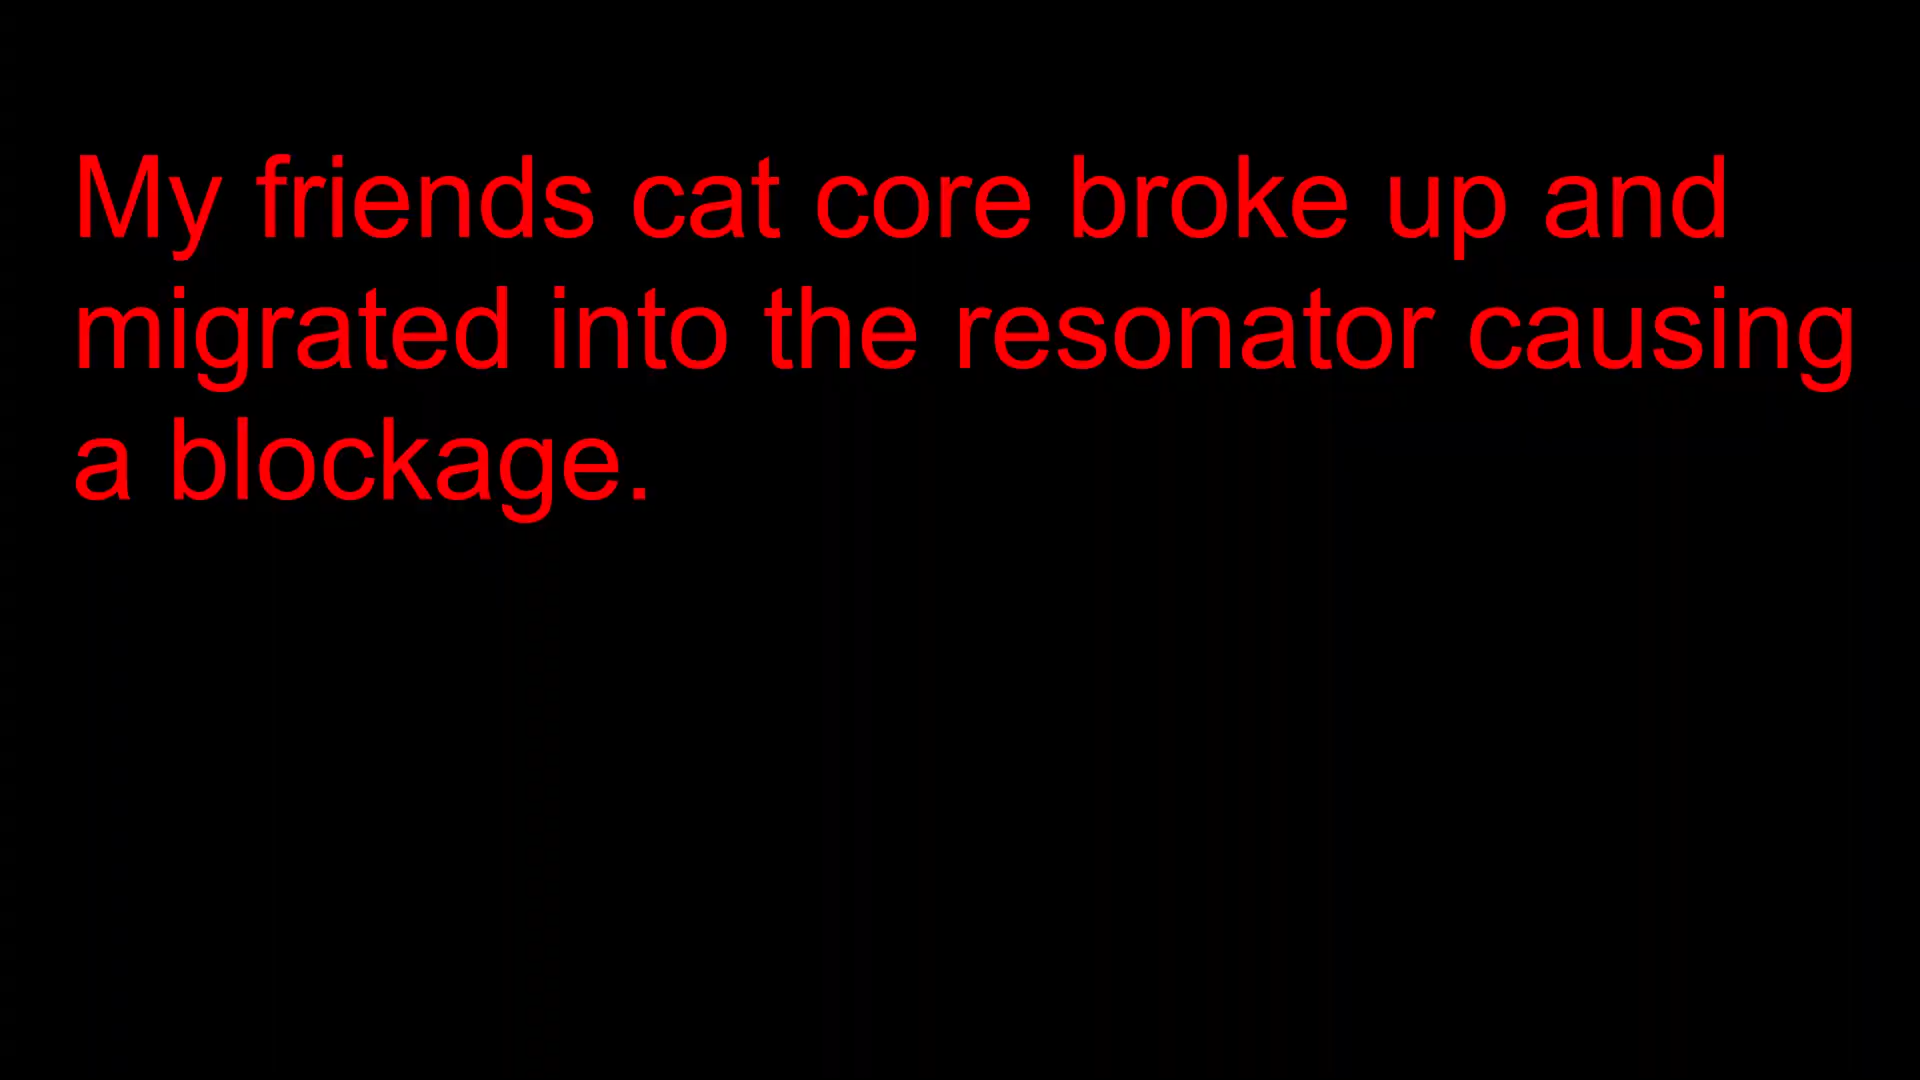 My friends cat core broke up and
migrated into the resonator causing
a blockage.